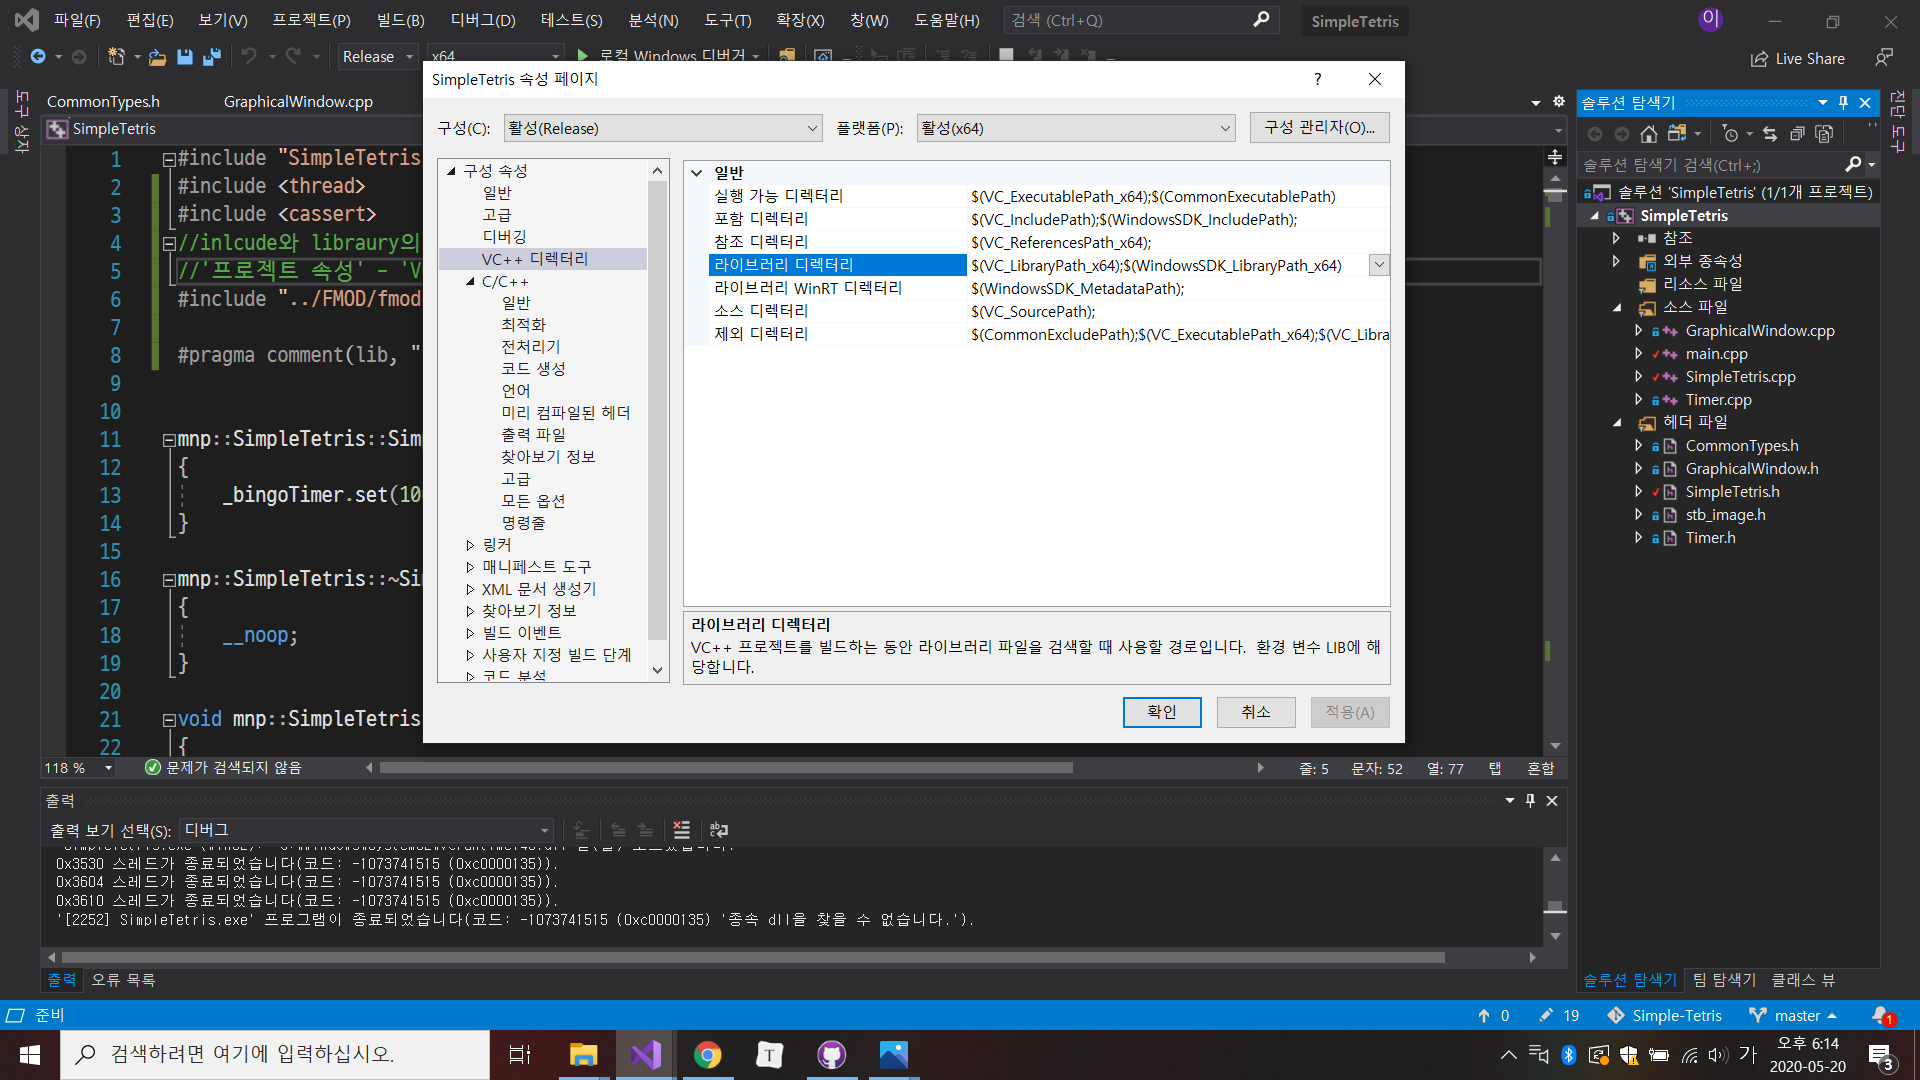 파일(F) 편집(E) 보기(V) 프로젝트(P) 빌드(B) 디버그(D) 테스트(S) 분석(N) 도구(T) 확장(X) 창(W) 도움말(H) 검색 (Ctrl+Q) SimpleTetris 이
Release x64 로컬 Windows 디버거 Live Share
도구 상자
CommonTypes.h GraphicalWindow.cpp
SimpleTetris
1 #include "SimpleTetris
2 #include <thread>
3 #include <cassert>
4 //inlcude와 libraury의
5 //'프로젝트 속성' - 'V
6 #include "../FMOD/fmod
7
8 #pragma comment(lib, "
9
10
11 mnp::SimpleTetris::Sim
12 {
13 _bingoTimer.set(10
14 }
15
16 mnp::SimpleTetris::~Si
17 {
18 __noop;
19 }
20
21 void mnp::SimpleTetris
22 {
118 % 문제가 검색되지 않음 줄: 5 문자: 52 열: 77 탭 혼합
SimpleTetris 속성 페이지 ?
구성(C): 활성(Release) 플랫폼(P): 활성(x64) 구성 관리자(O)...
구성 속성
일반
고급
디버깅
VC++ 디렉터리
C/C++
일반
최적화
전처리기
코드 생성
언어
미리 컴파일된 헤더
출력 파일
찾아보기 정보
고급
모든 옵션
명령줄
링커
매니페스트 도구
XML 문서 생성기
찾아보기 정보
빌드 이벤트
사용자 지정 빌드 단계
코드 분석
일반
실행 가능 디렉터리 $(VC_ExecutablePath_x64);$(CommonExecutablePath)
포함 디렉터리 $(VC_IncludePath);$(WindowsSDK_IncludePath);
참조 디렉터리 $(VC_ReferencesPath_x64);
라이브러리 디렉터리 $(VC_LibraryPath_x64);$(WindowsSDK_LibraryPath_x64)
라이브러리 WinRT 디렉터리 $(WindowsSDK_MetadataPath);
소스 디렉터리 $(VC_SourcePath);
제외 디렉터리 $(CommonExcludePath);$(VC_ExecutablePath_x64);$(VC_Libra
라이브러리 디렉터리
VC++ 프로젝트를 빌드하는 동안 라이브러리 파일을 검색할 때 사용할 경로입니다. 환경 변수 LIB에 해
당합니다.
확인 취소 적용(A)
솔루션 탐색기
솔루션 탐색기 검색(Ctrl+;)
솔루션 'SimpleTetris' (1/1개 프로젝트)
SimpleTetris
참조
외부 종속성
리소스 파일
소스 파일
GraphicalWindow.cpp
main.cpp
SimpleTetris.cpp
Timer.cpp
헤더 파일
CommonTypes.h
GraphicalWindow.h
SimpleTetris.h
stb_image.h
Timer.h
솔루션 탐색기 팀 탐색기 클래스 뷰
진단 도구
출력
출력 보기 선택(S): 디버그
0x3530 스레드가 종료되었습니다(코드: -1073741515 (0xc0000135)).
0x3604 스레드가 종료되었습니다(코드: -1073741515 (0xc0000135)).
0x3610 스레드가 종료되었습니다(코드: -1073741515 (0xc0000135)).
'[2252] SimpleTetris.exe' 프로그램이 종료되었습니다(코드: -1073741515 (0xc0000135) '종속 dll을 찾을 수 없습니다.').
출력 오류 목록
준비 0 19 Simple-Tetris master 1
검색하려면 여기에 입력하십시오. T 가 오후 6:14
2020-05-20 3